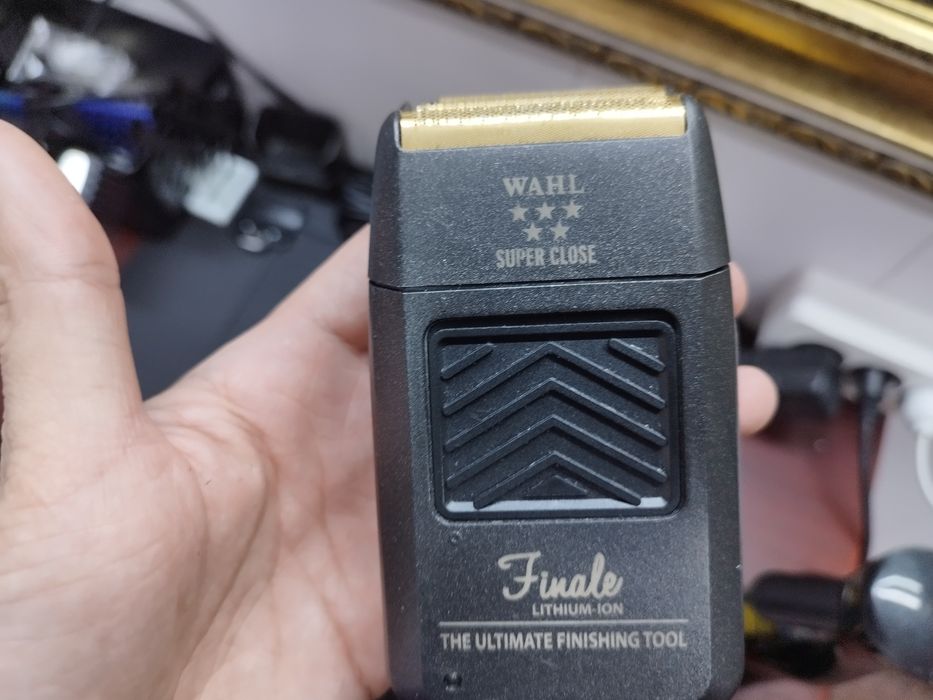 WAHL
SUPER CLOSE
Finale
LITHIUM-ION
THE ULTIMATE FINISHING TOOL